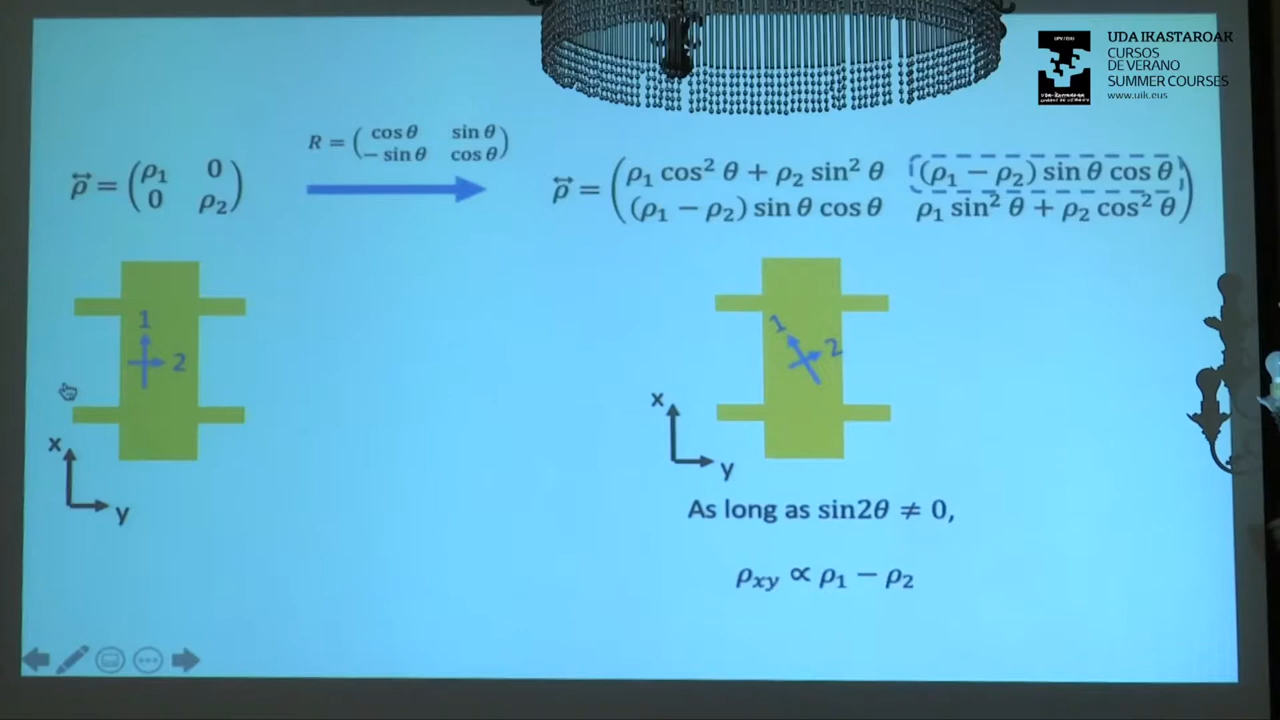 UDA IKASTAROAK
CURSOS
DE VERANO
SUMMER COURSES
www.uik.eus
R = (cos θ sin θ
− sin θ cos θ)
ρ⃡ = (ρ₁ 0
0 ρ₂)
ρ⃡ = (ρ₁ cos² θ + ρ₂ sin² θ (ρ₁ − ρ₂) sin θ cos θ
(ρ₁ − ρ₂) sin θ cos θ ρ₁ sin² θ + ρ₂ cos² θ)
1
2
x
y
1
2
x
y
As long as sin2θ ≠ 0,
ρxy ∝ ρ₁ − ρ₂